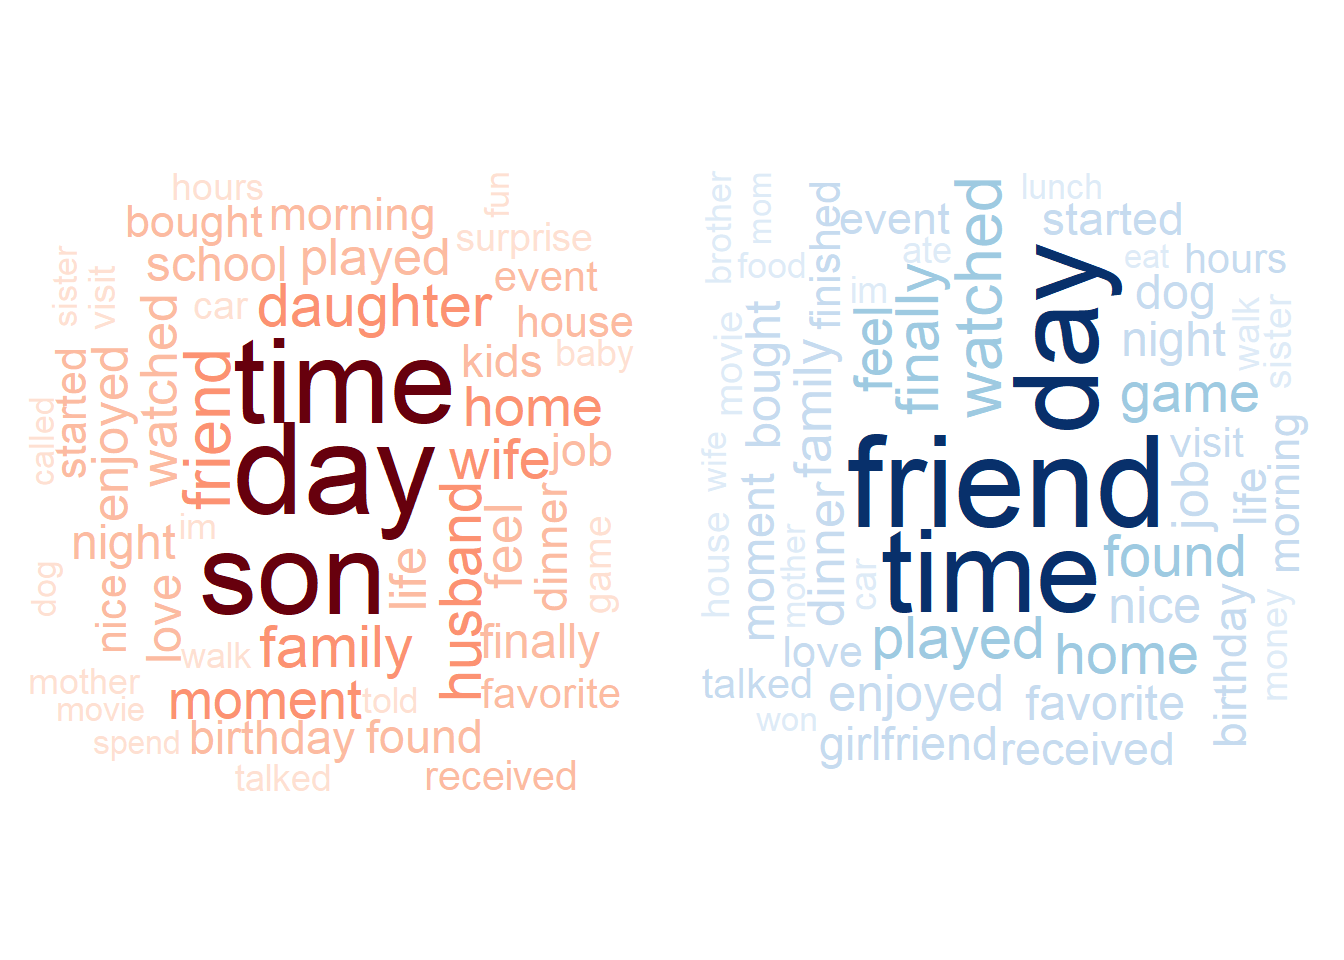 hours
fun
bought
morning
surprise
school
played
event
sister
visit
car
daughter
house
time
kids
baby
started
enjoyed
watched
friend
home
called
day
wife
job
night
im
son
husband
feel
dinner
game
life
dog
nice
love
walk
family
finally
mother
movie
moment
told
favorite
spend
birthday
found
talked
received
brother
mom
finished
event
watched
lunch
started
food
ate
day
eat
hours
im
dog
movie
bought
family
feel
finally
night
walk
sister
game
wife
friend
visit
job
life
morning
house
moment
mother
dinner
car
time
found
nice
birthday
money
love
played
home
talked
enjoyed
favorite
won
girlfriend
received